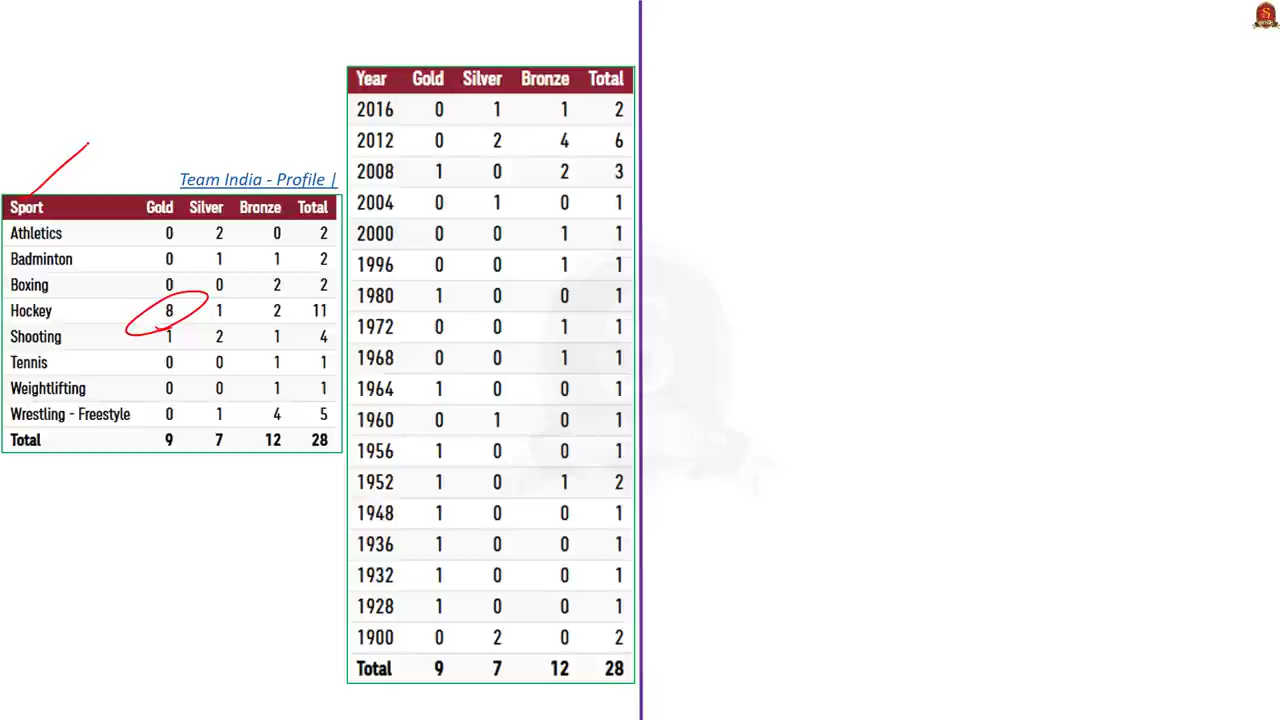 Team India - Profile |
Sport Gold Silver Bronze Total
Athletics 0 2 0 2
Badminton 0 1 1 2
Boxing 0 0 2 2
Hockey 8 1 2 11
Shooting 1 2 1 4
Tennis 0 0 1 1
Weightlifting 0 0 1 1
Wrestling - Freestyle 0 1 4 5
Total 9 7 12 28
Year Gold Silver Bronze Total
2016 0 1 1 2
2012 0 2 4 6
2008 1 0 2 3
2004 0 1 0 1
2000 0 0 1 1
1996 0 0 1 1
1980 1 0 0 1
1972 0 0 1 1
1968 0 0 1 1
1964 1 0 0 1
1960 0 1 0 1
1956 1 0 0 1
1952 1 0 1 2
1948 1 0 0 1
1936 1 0 0 1
1932 1 0 0 1
1928 1 0 0 1
1900 0 2 0 2
Total 9 7 12 28